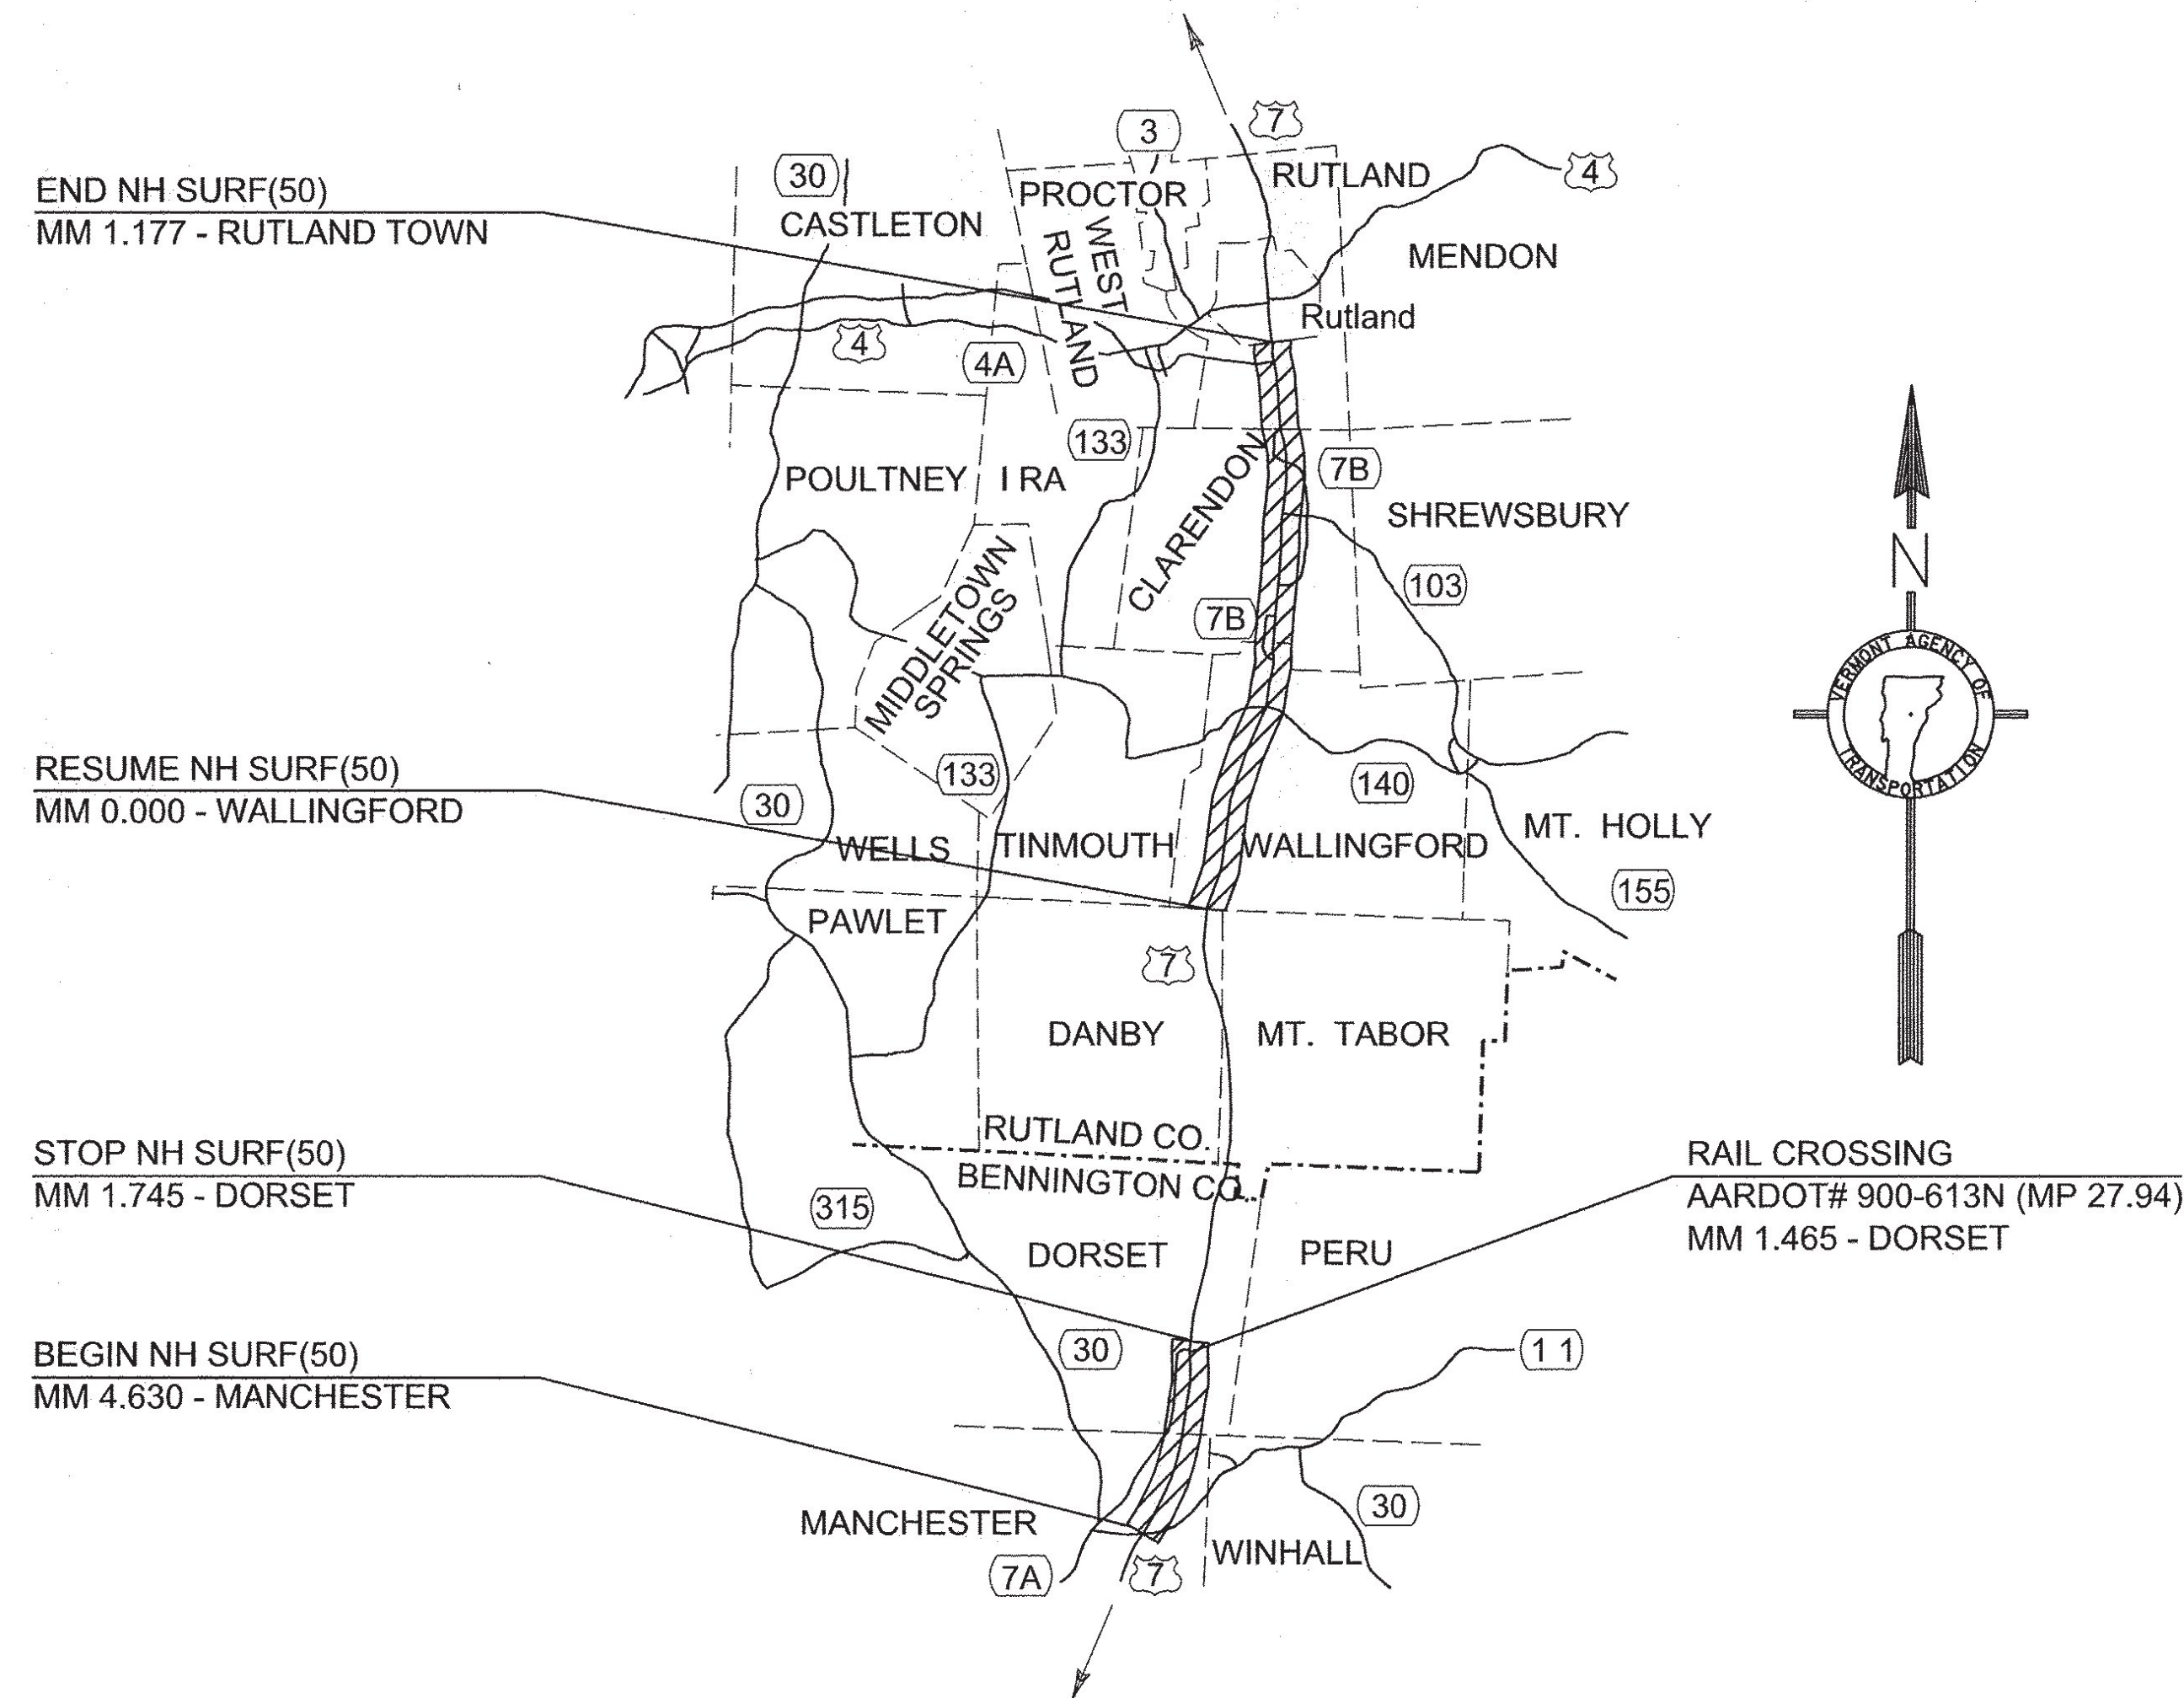 7
3
30
RUTLAND
4
END NH SURF(50)
MM 1.177 - RUTLAND TOWN
PROCTOR
CASTLETON
WEST
RUTLAND
MENDON
Rutland
4
4A
133
7B
POULTNEY
IRA
CLARENDON
SHREWSBURY
N
103
MIDDLETOWN
SPRINGS
7B
VERMONT AGENCY OF
TRANSPORTATION
RESUME NH SURF(50)
MM 0.000 - WALLINGFORD
133
140
30
MT. HOLLY
WELLS
TINMOUTH
WALLINGFORD
155
PAWLET
7
DANBY
MT. TABOR
RUTLAND CO.
BENNINGTON CO.
STOP NH SURF(50)
MM 1.745 - DORSET
RAIL CROSSING
AARDOT# 900-613N (MP 27.94)
MM 1.465 - DORSET
315
DORSET
PERU
BEGIN NH SURF(50)
MM 4.630 - MANCHESTER
30
11
30
MANCHESTER
WINHALL
7A
7